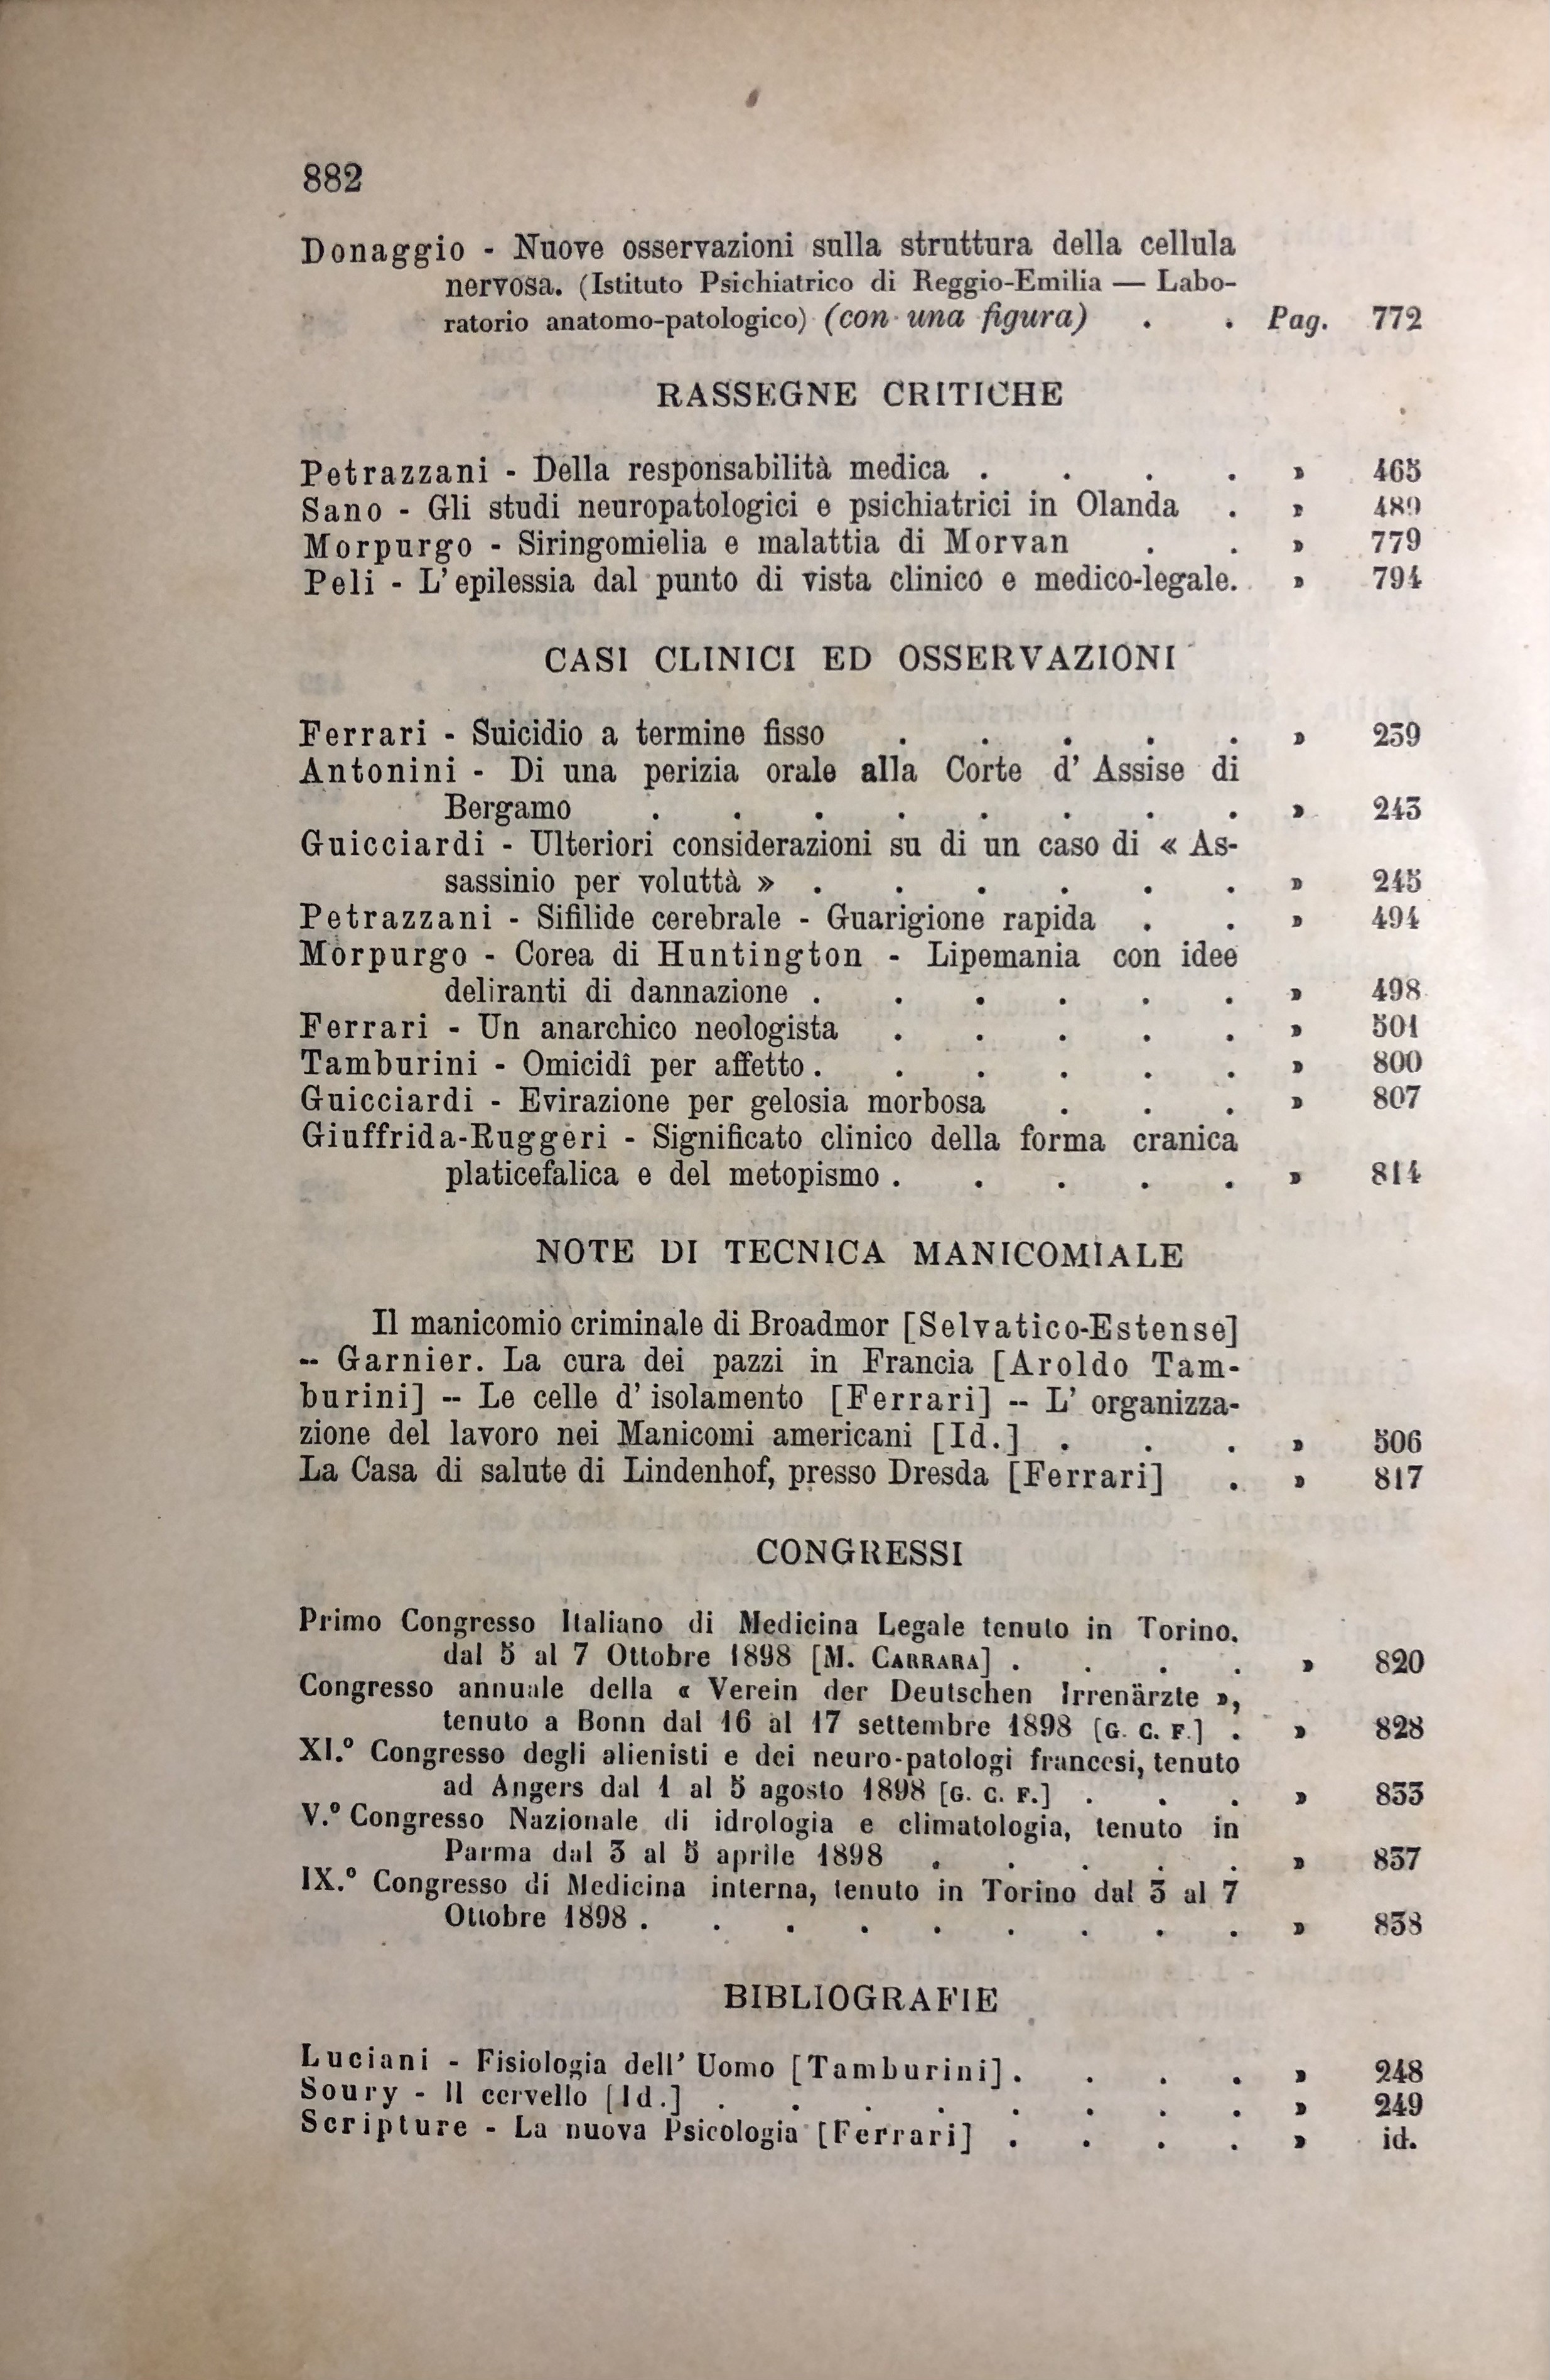 882
Donaggio - Nuove osservazioni sulla struttura della cellula
nervosa. (Istituto Psichiatrico di Reggio-Emilia — Labo-
ratorio anatomo-patologico) (con una figura) . . Pag. 772
RASSEGNE CRITICHE
Petrazzani - Della responsabilità medica . . . . » 465
Sano - Gli studi neuropatologici e psichiatrici in Olanda . » 489
Morpurgo - Siringomielia e malattia di Morvan . . » 779
Peli - L' epilessia dal punto di vista clinico e medico-legale. » 794
CASI CLINICI ED OSSERVAZIONI
Ferrari - Suicidio a termine fisso . . . . . » 239
Antonini - Di una perizia orale alla Corte d' Assise di
Bergamo . . . . . . . . » 243
Guicciardi - Ulteriori considerazioni su di un caso di « As-
sassinio per voluttà » . . . . . . » 245
Petrazzani - Sifilide cerebrale - Guarigione rapida . . » 494
Morpurgo - Corea di Huntington - Lipemania con idee
deliranti di dannazione . . . . . . » 498
Ferrari - Un anarchico neologista . . . . . » 501
Tamburini - Omicidî per affetto . . . . . . » 800
Guicciardi - Evirazione per gelosia morbosa . . . » 807
Giuffrida-Ruggeri - Significato clinico della forma cranica
platicefalica e del metopismo . . . . . » 814
NOTE DI TECNICA MANICOMIALE
Il manicomio criminale di Broadmor [Selvatico-Estense]
-- Garnier. La cura dei pazzi in Francia [Aroldo Tam-
burini] -- Le celle d' isolamento [Ferrari] -- L' organizza-
zione del lavoro nei Manicomi americani [Id.] . . . » 506
La Casa di salute di Lindenhof, presso Dresda [Ferrari] . » 817
CONGRESSI
Primo Congresso Italiano di Medicina Legale tenuto in Torino.
dal 5 al 7 Ottobre 1898 [M. CARRARA] . . . . » 820
Congresso annuale della « Verein der Deutschen Irrenärzte »,
tenuto a Bonn dal 16 al 17 settembre 1898 [G. C. F.] . » 828
XI.º Congresso degli alienisti e dei neuro-patologi francesi, tenuto
ad Angers dal 1 al 5 agosto 1898 [G. C. F.] . . . » 833
V.º Congresso Nazionale di idrologia e climatologia, tenuto in
Parma dal 3 al 5 aprile 1898 . . . . . » 837
IX.º Congresso di Medicina interna, tenuto in Torino dal 3 al 7
Ottobre 1898 . . . . . . . . . » 838
BIBLIOGRAFIE
Luciani - Fisiologia dell' Uomo [Tamburini] . . . . » 248
Soury - Il cervello [Id.] . . . . . . . . » 249
Scripture - La nuova Psicologia [Ferrari] . . . . » id.